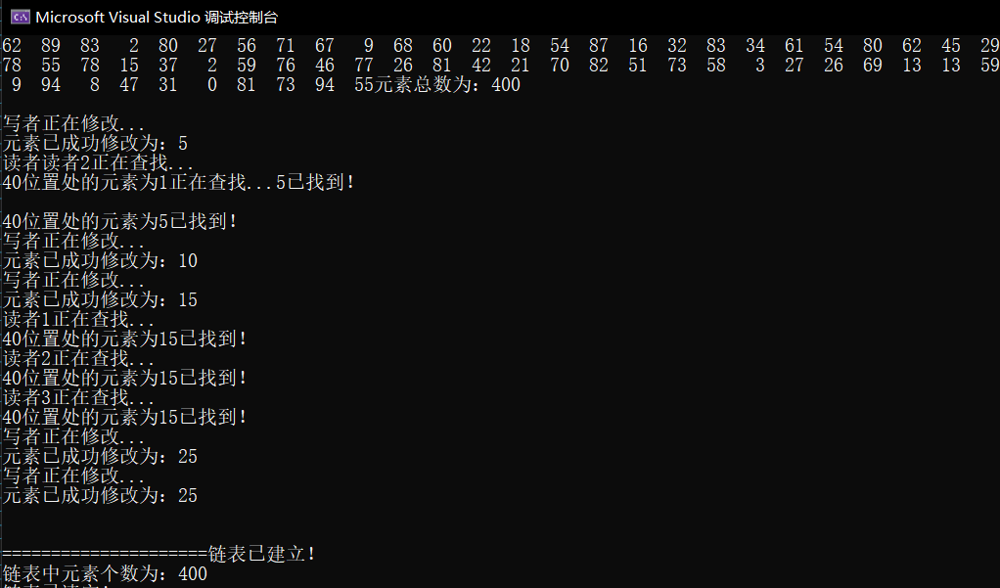 Microsoft Visual Studio 调试控制台
62 89 83 2 80 27 56 71 67 9 68 60 22 18 54 87 16 32 83 34 61 54 80 62 45 29
78 55 78 15 37 2 59 76 46 77 26 81 42 21 70 82 51 73 58 3 27 26 69 13 13 59
9 94 8 47 31 0 81 73 94 55元素总数为：400
写者正在修改...
元素已成功修改为：5
读者读者2正在查找...
40位置处的元素为1正在查找...5已找到！
40位置处的元素为5已找到！
写者正在修改...
元素已成功修改为：10
写者正在修改...
元素已成功修改为：15
读者1正在查找...
40位置处的元素为15已找到！
读者2正在查找...
40位置处的元素为15已找到！
读者3正在查找...
40位置处的元素为15已找到！
写者正在修改...
元素已成功修改为：25
写者正在修改...
元素已成功修改为：25
=====================链表已建立！
链表中元素个数为：400